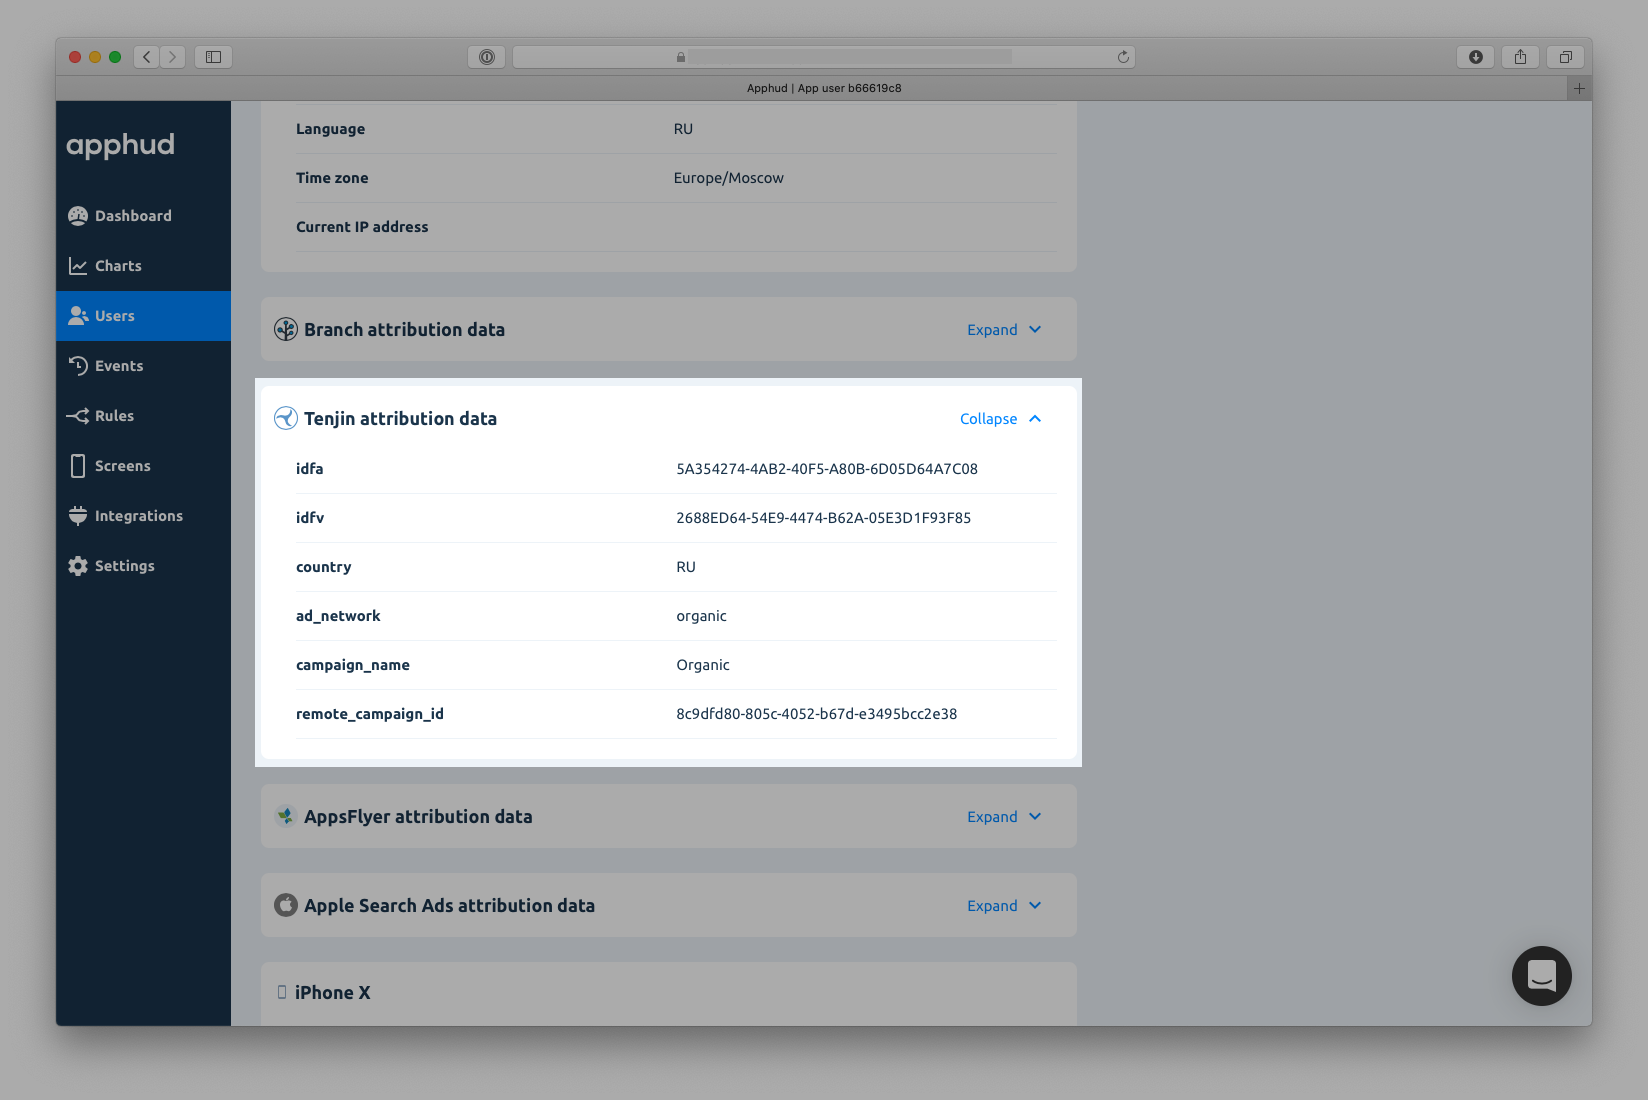 Apphud | App user b66619c8
apphud
Dashboard
Charts
Users
Events
Rules
Screens
Integrations
Settings
Language RU
Time zone Europe/Moscow
Current IP address
Branch attribution data Expand
Tenjin attribution data Collapse
idfa 5A354274-4AB2-40F5-A80B-6D05D64A7C08
idfv 2688ED64-54E9-4474-B62A-05E3D1F93F85
country RU
ad_network organic
campaign_name Organic
remote_campaign_id 8c9dfd80-805c-4052-b67d-e3495bcc2e38
AppsFlyer attribution data Expand
Apple Search Ads attribution data Expand
iPhone X